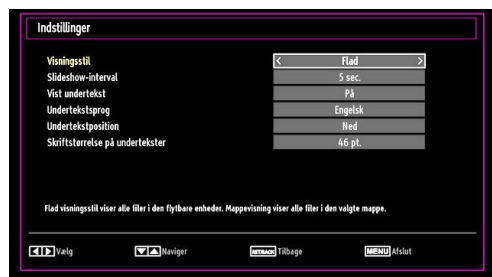 Indstillinger
Visningsstil < Flad >
Slideshow-interval 5 sec.
Vist undertekst På
Undertekstsprog Engelsk
Undertekstposition Ned
Skriftstørrelse på undertekster 46 pt.
Flad visningsstil viser alle filer i den flytbare enheder. Mappevisning viser alle filer i den valgte mappe.
Vælg Naviger RET/BACK Tilbage MENU Afslut